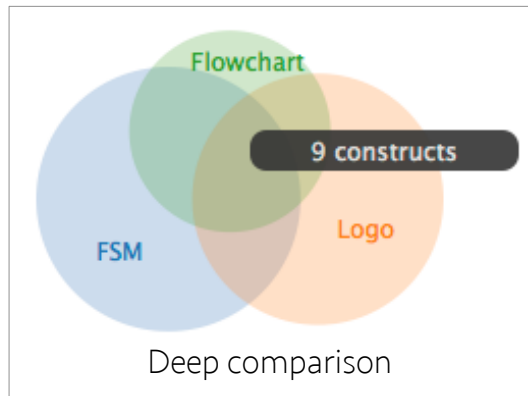 Flowchart
9 constructs
Logo
FSM
Deep comparison